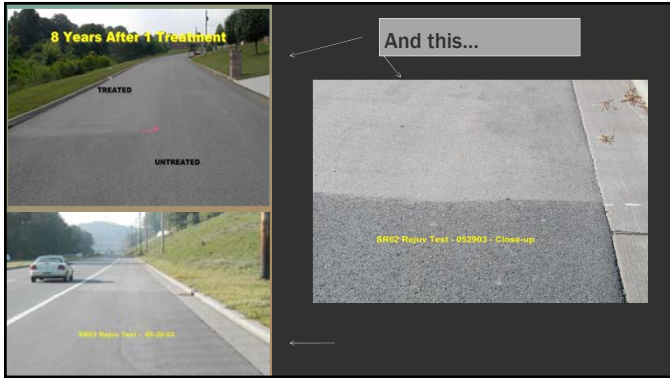 8 Years After 1 Treatment
TREATED
UNTREATED
And this...
SR62 Rejuv Test - 052903 - Close-up
SR62 Rejuv Test -